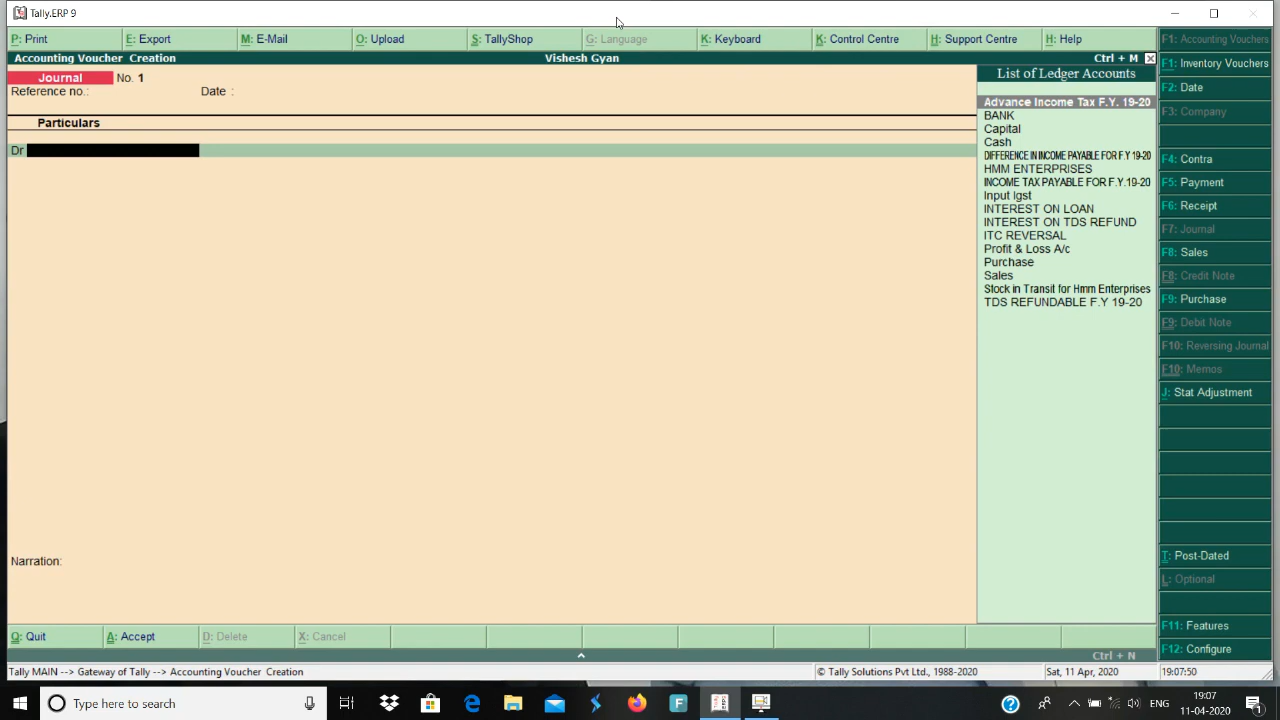 Tally.ERP 9
P: Print E: Export M: E-Mail O: Upload S: TallyShop G: Language K: Keyboard K: Control Centre H: Support Centre H: Help
Accounting Voucher Creation Vishesh Gyan Ctrl + M
Journal No. 1
Reference no.: Date :
Particulars
Dr
Narration:
List of Ledger Accounts
Advance Income Tax F.Y. 19-20
BANK
Capital
Cash
DIFFERENCE IN INCOME PAYABLE FOR F.Y 19-20
HMM ENTERPRISES
INCOME TAX PAYABLE FOR F.Y.19-20
Input Igst
INTEREST ON LOAN
INTEREST ON TDS REFUND
ITC REVERSAL
Profit & Loss A/c
Purchase
Sales
Stock in Transit for Hmm Enterprises
TDS REFUNDABLE F.Y 19-20
F1: Accounting Vouchers
F1: Inventory Vouchers
F2: Date
F3: Company
F4: Contra
F5: Payment
F6: Receipt
F7: Journal
F8: Sales
F8: Credit Note
F9: Purchase
F9: Debit Note
F10: Reversing Journal
F10: Memos
J: Stat Adjustment
T: Post-Dated
L: Optional
F11: Features
F12: Configure
Q: Quit A: Accept D: Delete X: Cancel
Ctrl + N
Tally MAIN --> Gateway of Tally --> Accounting Voucher Creation © Tally Solutions Pvt Ltd., 1988-2020 Sat, 11 Apr, 2020 19:07:50
Type here to search
ENG
19:07
11-04-2020